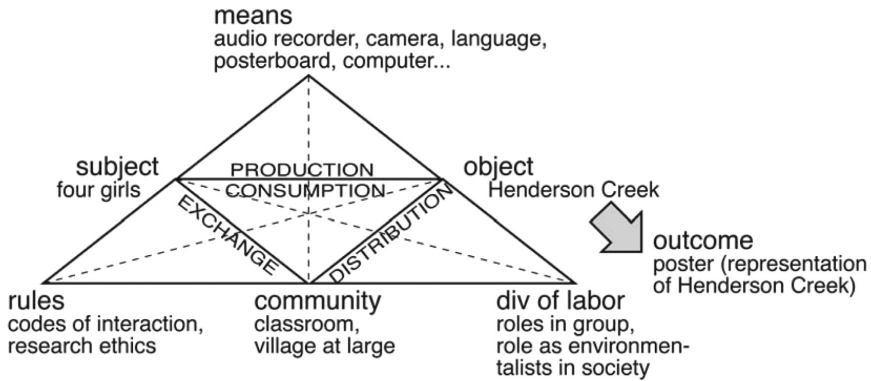 means
audio recorder, camera, language,
posterboard, computer...
subject
four girls
PRODUCTION
CONSUMPTION
object
Henderson Creek
EXCHANGE
DISTRIBUTION
outcome
poster (representation
of Henderson Creek)
rules
codes of interaction,
research ethics
community
classroom,
village at large
div of labor
roles in group,
role as environmen-
talists in society